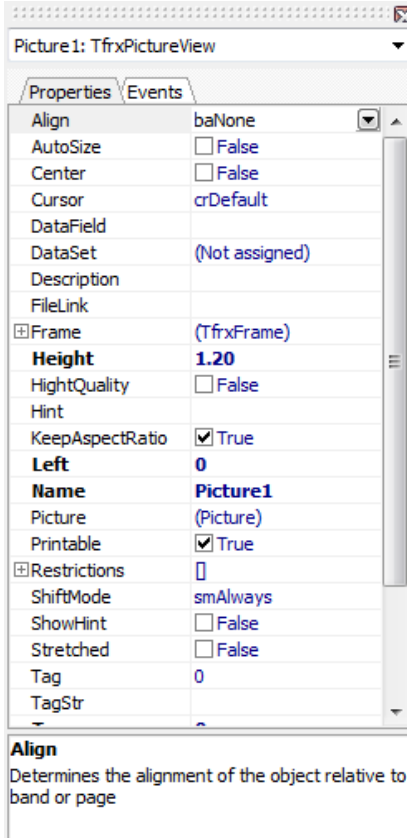 Picture1: TfrxPictureView
Properties Events
Align baNone
AutoSize False
Center False
Cursor crDefault
DataField
DataSet (Not assigned)
Description
FileLink
Frame (TfrxFrame)
Height 1.20
HightQuality False
Hint
KeepAspectRatio True
Left 0
Name Picture1
Picture (Picture)
Printable True
Restrictions []
ShiftMode smAlways
ShowHint False
Stretched False
Tag 0
TagStr
Align
Determines the alignment of the object relative to
band or page